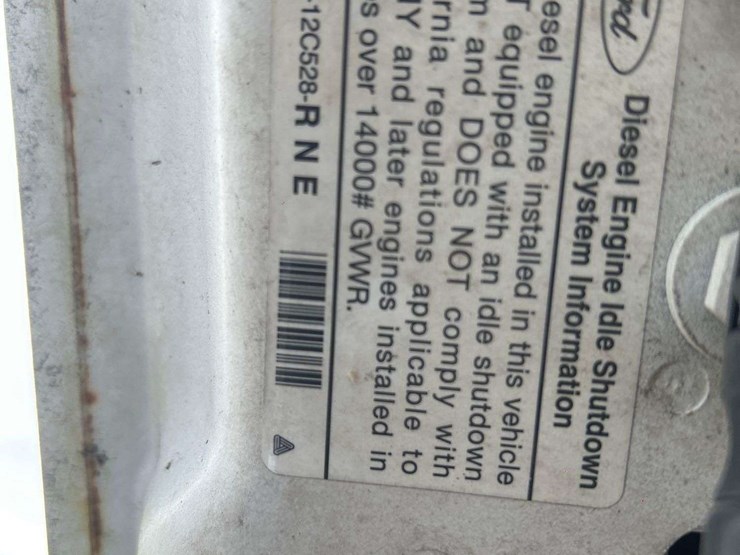 Ford
Diesel Engine Idle Shutdown
System Information
esel engine installed in this vehicle
T equipped with an idle shutdown
m and DOES NOT comply with
rnia regulations applicable to
Y and later engines installed in
s over 14000# GVWR.
-12C528-R N E